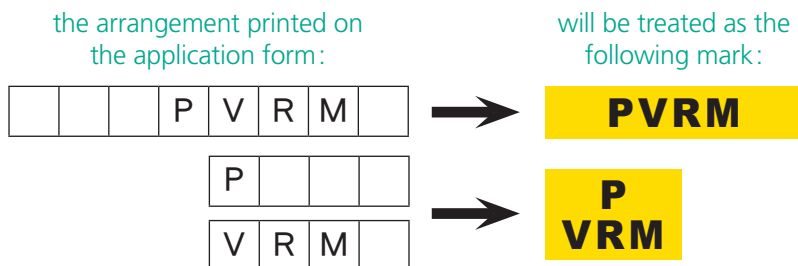 the arrangement printed on
the application form:
will be treated as the
following mark:
P V R M
PVRM
P
V R M
P
VRM